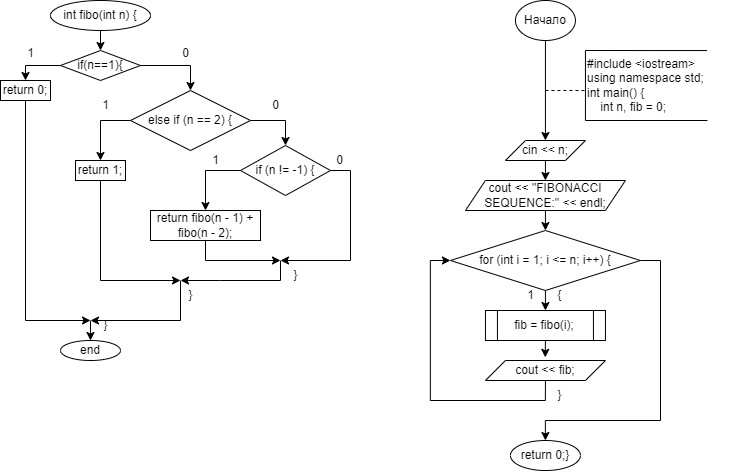 int fibo(int n) {
1
if(n==1){
0
return 0;
1
else if (n == 2) {
0
return 1;
1
if (n != -1) {
0
return fibo(n - 1) +
fibo(n - 2);
}
}
}
end
Начало
#include <iostream>
using namespace std;
int main() {
int n, fib = 0;
cin << n;
cout << "FIBONACCI
SEQUENCE:" << endl;
for (int i = 1; i <= n; i++) {
1
{
fib = fibo(i);
cout << fib;
}
return 0;}